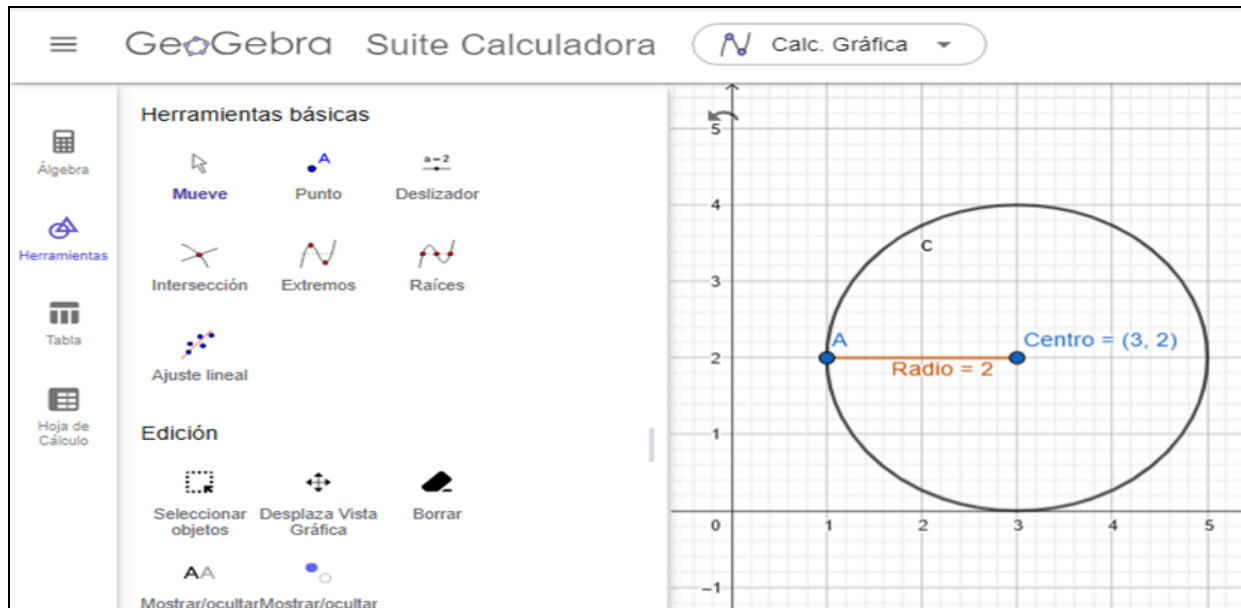 GeoGebra Suite Calculadora Calc. Gráfica
Álgebra
Herramientas
Tabla
Hoja de
Cálculo
Herramientas básicas
A
a=2
Mueve Punto Deslizador
Intersección Extremos Raíces
Ajuste lineal
Edición
Seleccionar
objetos
Desplaza Vista
Gráfica
Borrar
AA
Mostrar/ocultar Mostrar/ocultar
5
4
c
3
A
Centro = (3, 2)
2
Radio = 2
1
0 1 2 3 4 5
–1